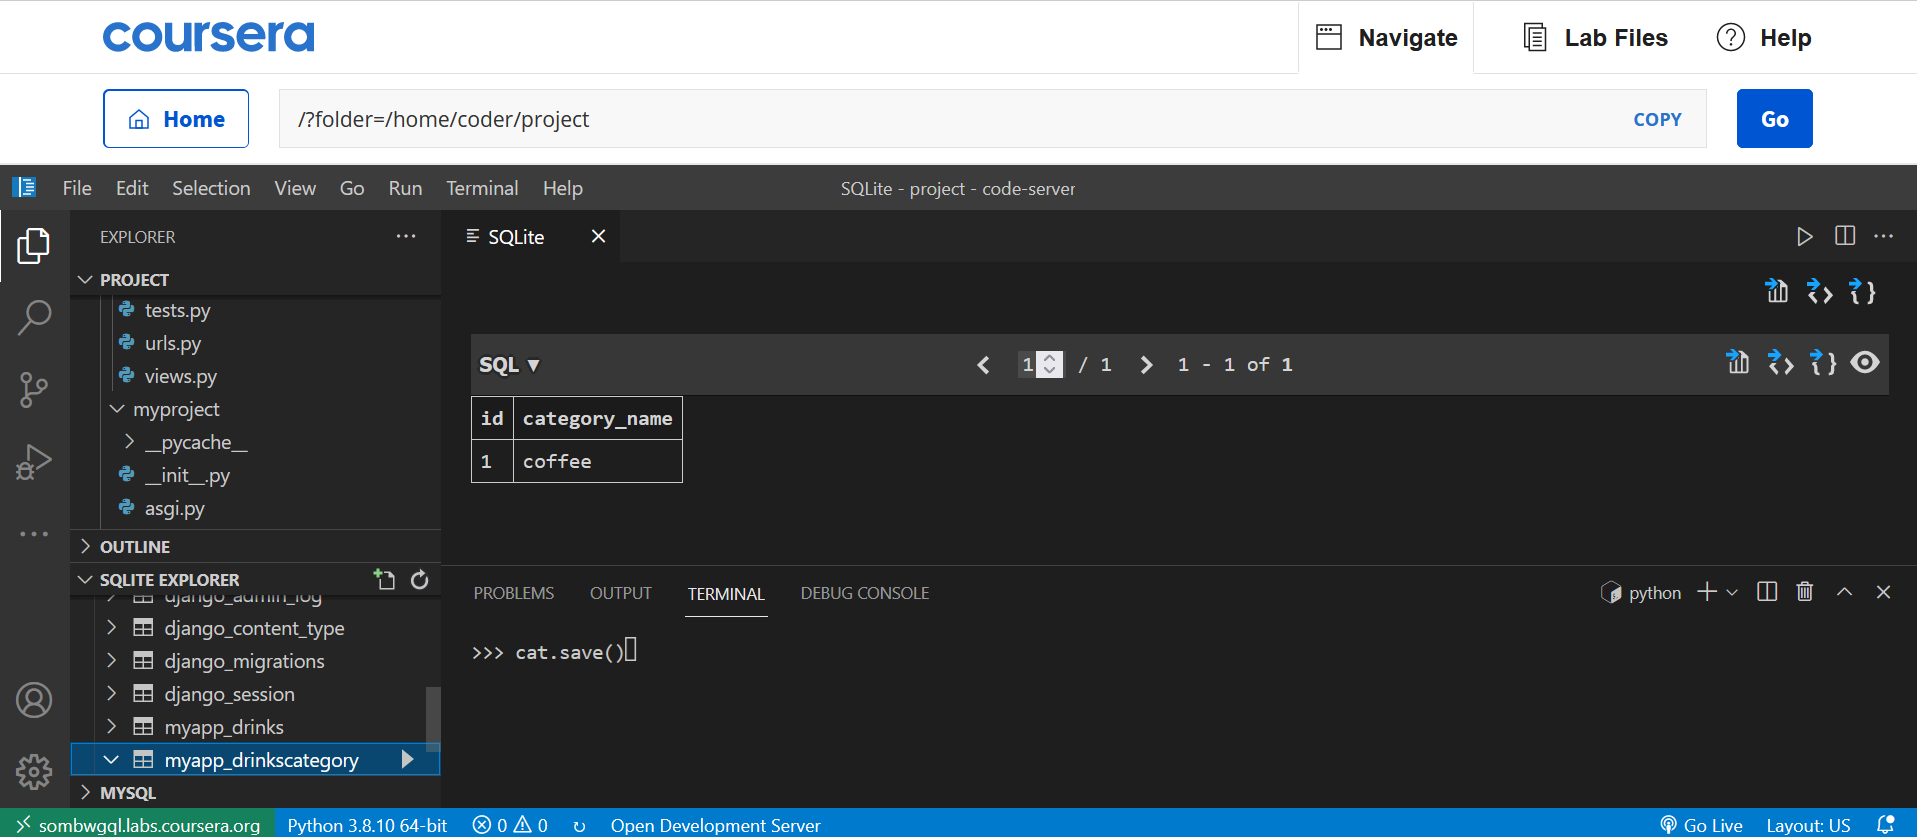 coursera
Navigate
Lab Files
Help
Home
/?folder=/home/coder/project
COPY
Go
File Edit Selection View Go Run Terminal Help
SQLite - project - code-server
EXPLORER
PROJECT
tests.py
urls.py
views.py
myproject
__pycache__
__init__.py
asgi.py
OUTLINE
SQLITE EXPLORER
django_admin_log
django_content_type
django_migrations
django_session
myapp_drinks
myapp_drinkscategory
MYSQL
SQLite
SQL ▼
1 / 1
1 - 1 of 1
id category_name
1 coffee
PROBLEMS OUTPUT TERMINAL DEBUG CONSOLE
python
>>> cat.save()
sombwgql.labs.coursera.org
Python 3.8.10 64-bit
0 0
Open Development Server
Go Live
Layout: US